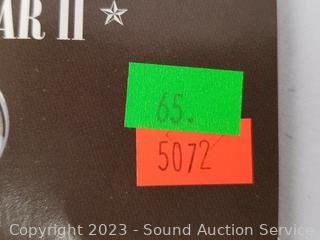 AR II ☆
65.
5072
Copyright 2023 - Sound Auction Service